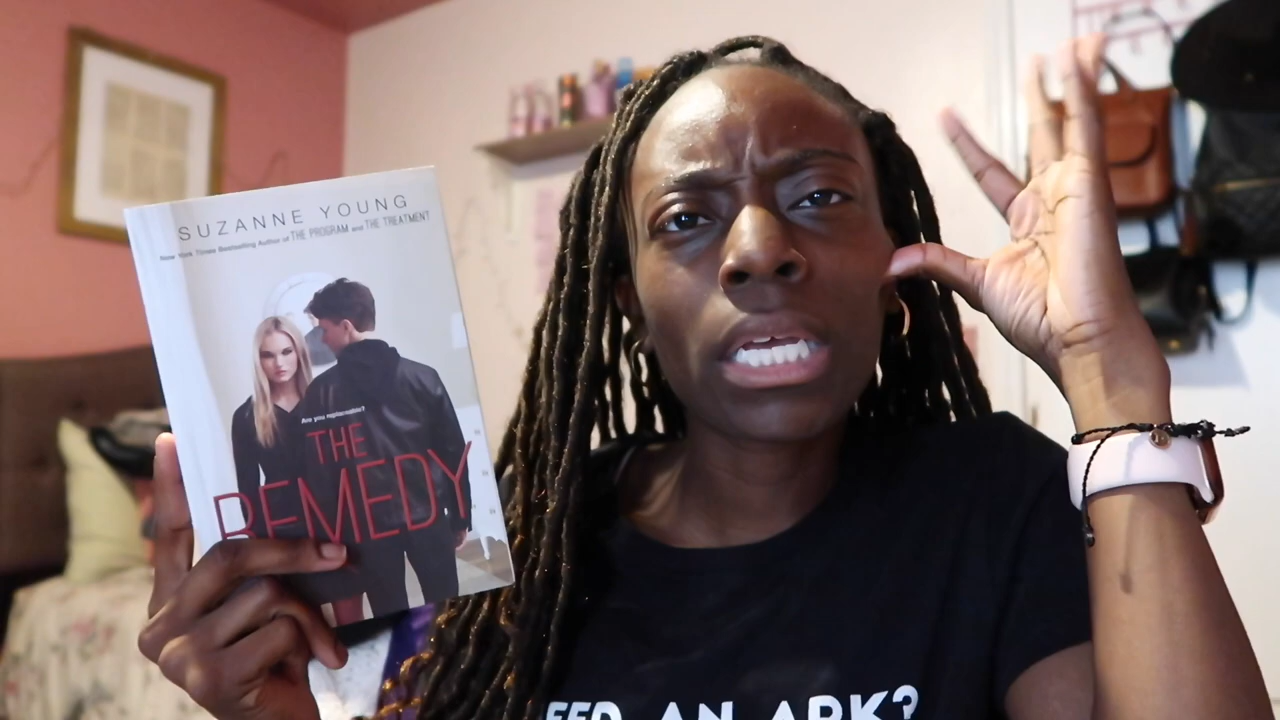 SUZANNE YOUNG
New York Times Bestselling Author of THE PROGRAM and THE TREATMENT
Are you replaceable?
THE
REMEDY
EED AN ARK?